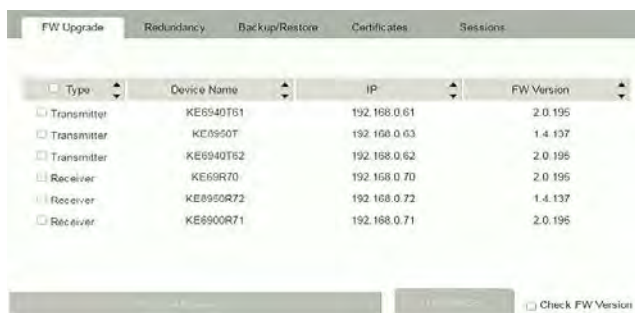 FW Upgrade Redundancy Backup/Restore Certificates Sessions
Type Device Name IP FW Version
Transmitter KE6940T61 192.168.0.61 2.0.195
Transmitter KE8950T 192.168.0.63 1.4.137
Transmitter KE6940T62 192.168.0.62 2.0.195
Receiver KE69R70 192.168.0.70 2.0.195
Receiver KE8950R72 192.168.0.72 1.4.137
Receiver KE6900R71 192.168.0.71 2.0.195
Check FW Version